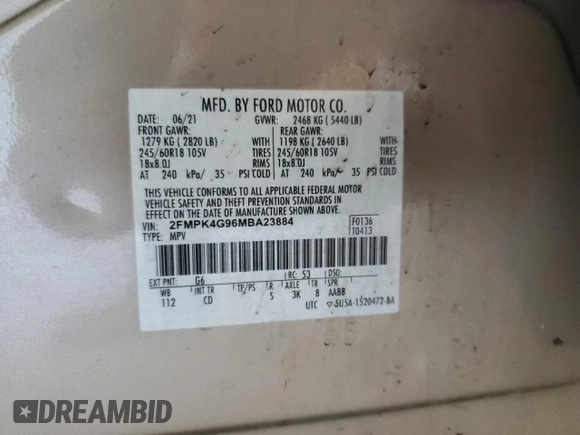 MFD. BY FORD MOTOR CO.
DATE: 06/21 GVWR: 2468 KG ( 5440 LB)
FRONT GAWR: REAR GAWR:
1279 KG ( 2820 LB) WITH 1198 KG ( 2640 LB) WITH
245/60R18 105V TIRES 245/60R18 105V TIRES
18x8.0J RIMS 18x8.0J RIMS
AT 240 kPa/ 35 PSI COLD AT 240 kPa/ 35 PSI COLD
THIS VEHICLE CONFORMS TO ALL APPLICABLE FEDERAL MOTOR
VEHICLE SAFETY AND THEFT PREVENTION STANDARDS IN
EFFECT ON THE DATE OF MANUFACTURE SHOWN ABOVE.
VIN: 2FMPK4G96MBA23884 F0136
TYPE: MPV T0413
EXT PNT: G6 RC: 53 DSO:
WB INT TR TP/PS R AXLE TR SPR
112 CD 5 3K 8 AABB
UTC ▽5U5A-1520472-BA
DREAMBID